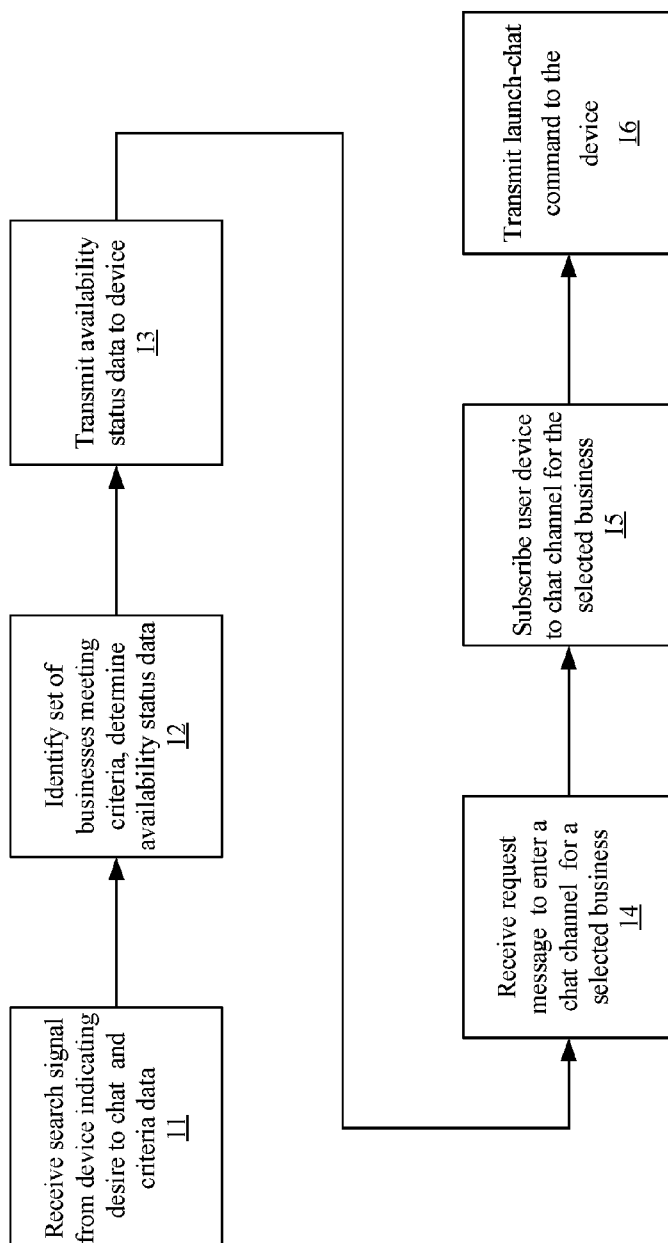 Receive search signal
from device indicating
desire to chat and
criteria data
11
Identify set of
businesses meeting
criteria, determine
availability status data
12
Transmit availability
status data to device
13
Receive request
message to enter a
chat channel for a
selected business
14
Subscribe user device
to chat channel for the
selected business
15
Transmit launch-chat
command to the
device
16